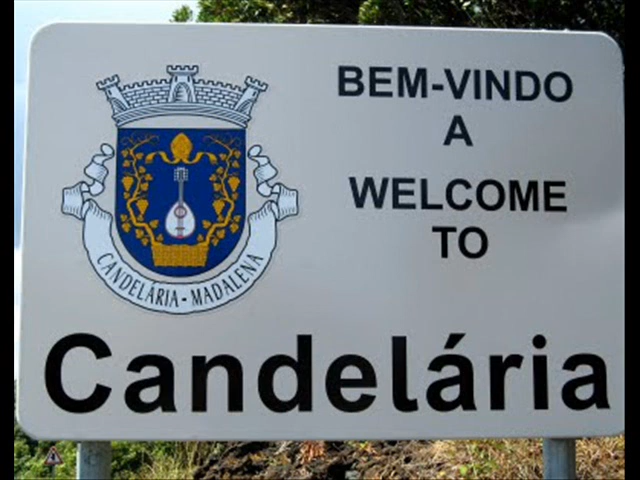 BEM-VINDO
A
WELCOME
TO
CANDELÁRIA - MADALENA
Candelária